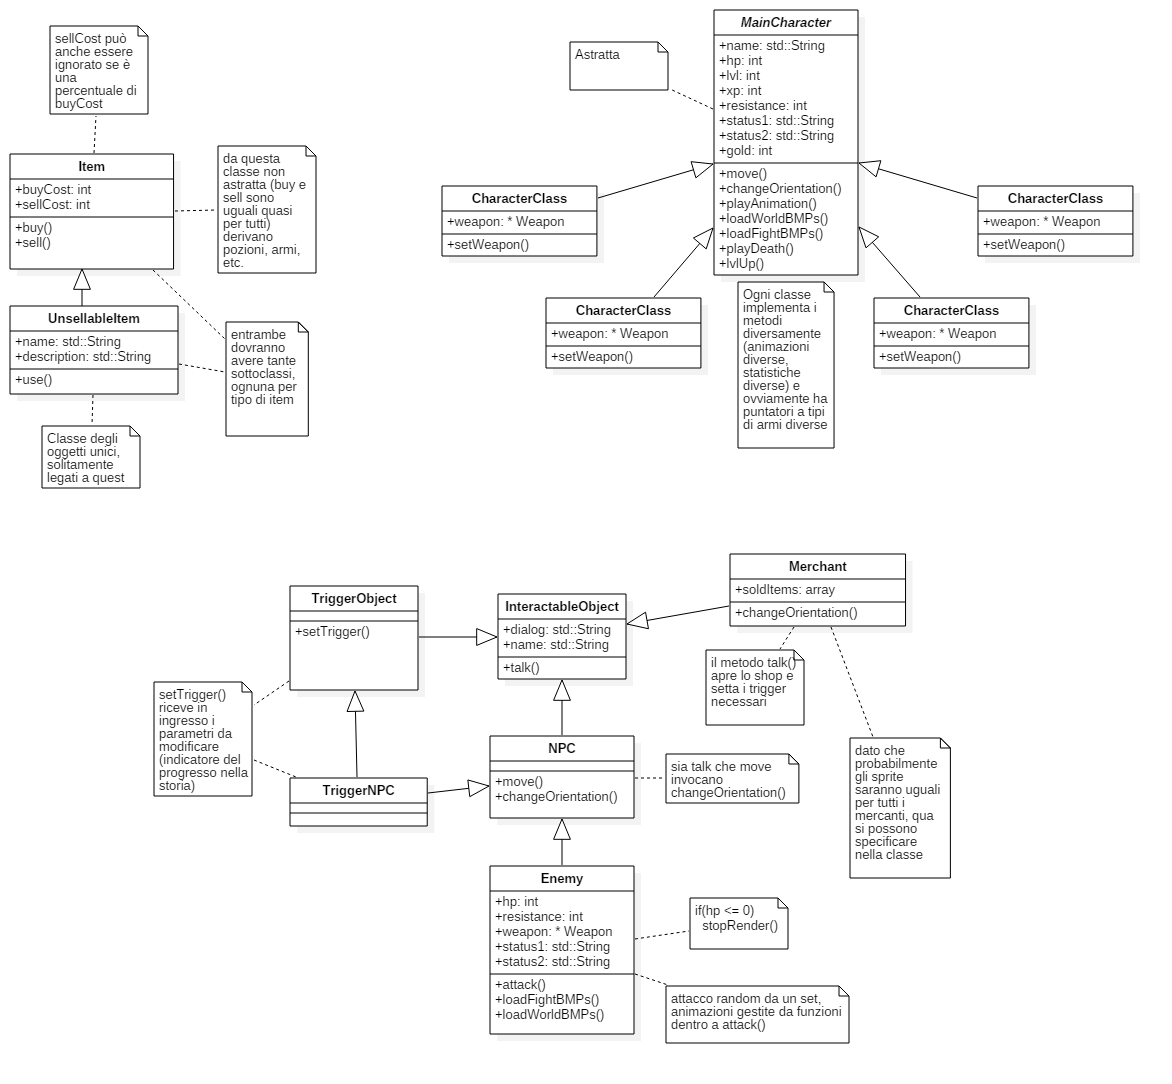 sellCost può
anche essere
ignorato se è
una
percentuale di
buyCost
Item
+buyCost: int
+sellCost: int
+buy()
+sell()
da questa
classe non
astratta (buy e
sell sono
uguali quasi
per tutti)
derivano
pozioni, armi,
etc.
UnsellableItem
+name: std::String
+description: std::String
+use()
entrambe
dovranno
avere tante
sottoclassi,
ognuna per
tipo di item
Classe degli
oggetti unici,
solitamente
legati a quest
Astratta
MainCharacter
+name: std::String
+hp: int
+lvl: int
+xp: int
+resistance: int
+status1: std::String
+status2: std::String
+gold: int
+move()
+changeOrientation()
+playAnimation()
+loadWorldBMPs()
+loadFightBMPs()
+playDeath()
+lvlUp()
CharacterClass
+weapon: * Weapon
+setWeapon()
CharacterClass
+weapon: * Weapon
+setWeapon()
CharacterClass
+weapon: * Weapon
+setWeapon()
CharacterClass
+weapon: * Weapon
+setWeapon()
Ogni classe
implementa i
metodi
diversamente
(animazioni
diverse,
statistiche
diverse) e
ovviamente ha
puntatori a tipi
di armi diverse
TriggerObject
+setTrigger()
InteractableObject
+dialog: std::String
+name: std::String
+talk()
Merchant
+soldItems: array
+changeOrientation()
il metodo talk()
apre lo shop e
setta i trigger
necessari
setTrigger()
riceve in
ingresso i
parametri da
modificare
(indicatore del
progresso nella
storia)
TriggerNPC
NPC
+move()
+changeOrientation()
sia talk che move
invocano
changeOrientation()
dato che
probabilmente
gli sprite
saranno uguali
per tutti i
mercanti, qua
si possono
specificare
nella classe
Enemy
+hp: int
+resistance: int
+weapon: * Weapon
+status1: std::String
+status2: std::String
+attack()
+loadFightBMPs()
+loadWorldBMPs()
if(hp <= 0)
stopRender()
attacco random da un set,
animazioni gestite da funzioni
dentro a attack()